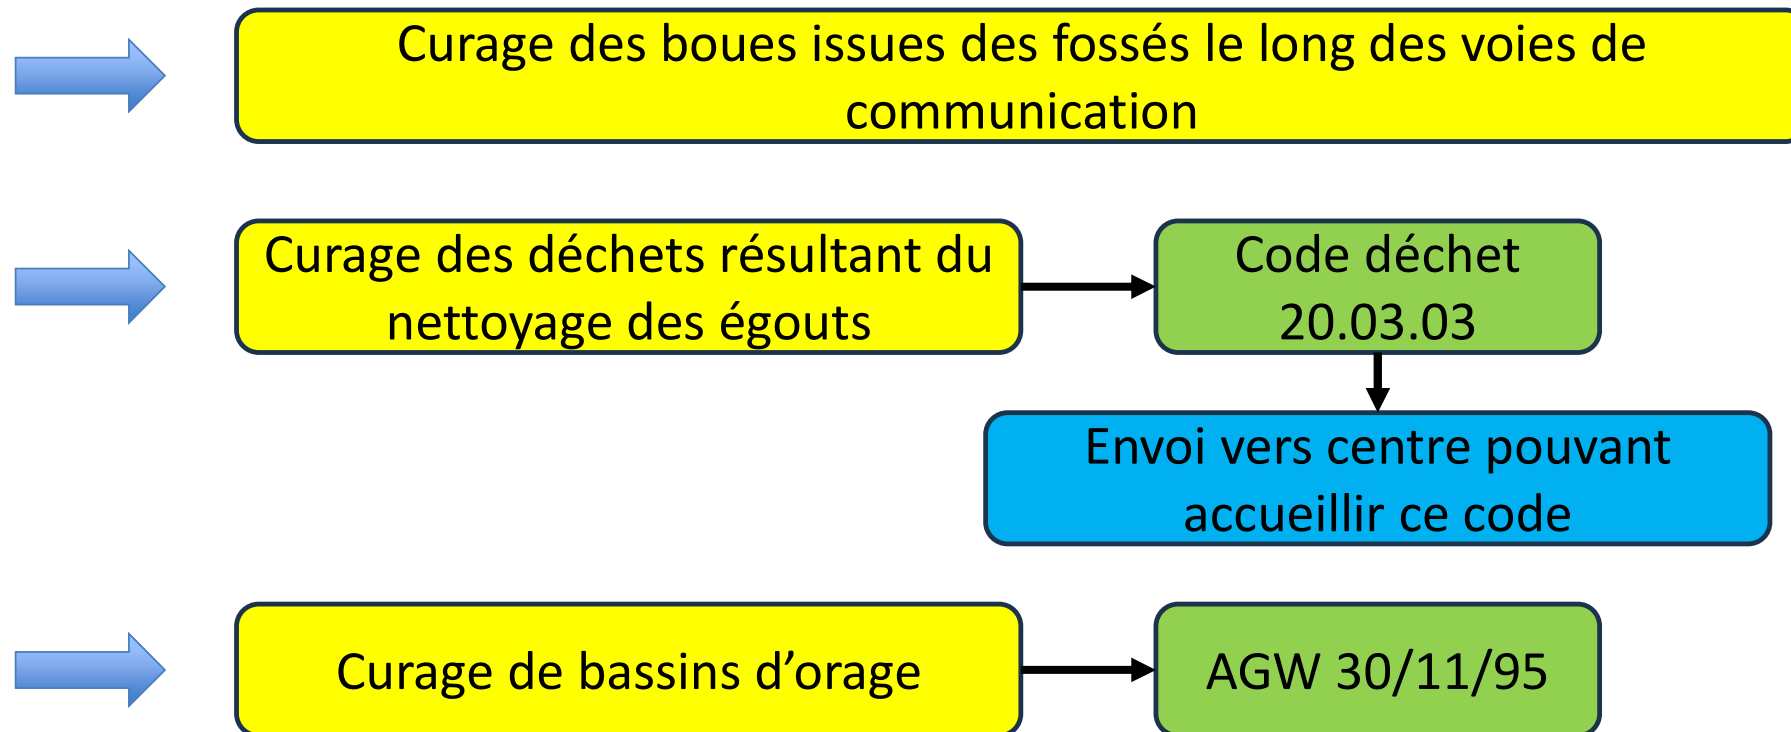 Curage des boues issues des fossés le long des voies de
communication
Curage des déchets résultant du
nettoyage des égouts
Code déchet
20.03.03
Envoi vers centre pouvant
accueillir ce code
Curage de bassins d’orage
AGW 30/11/95